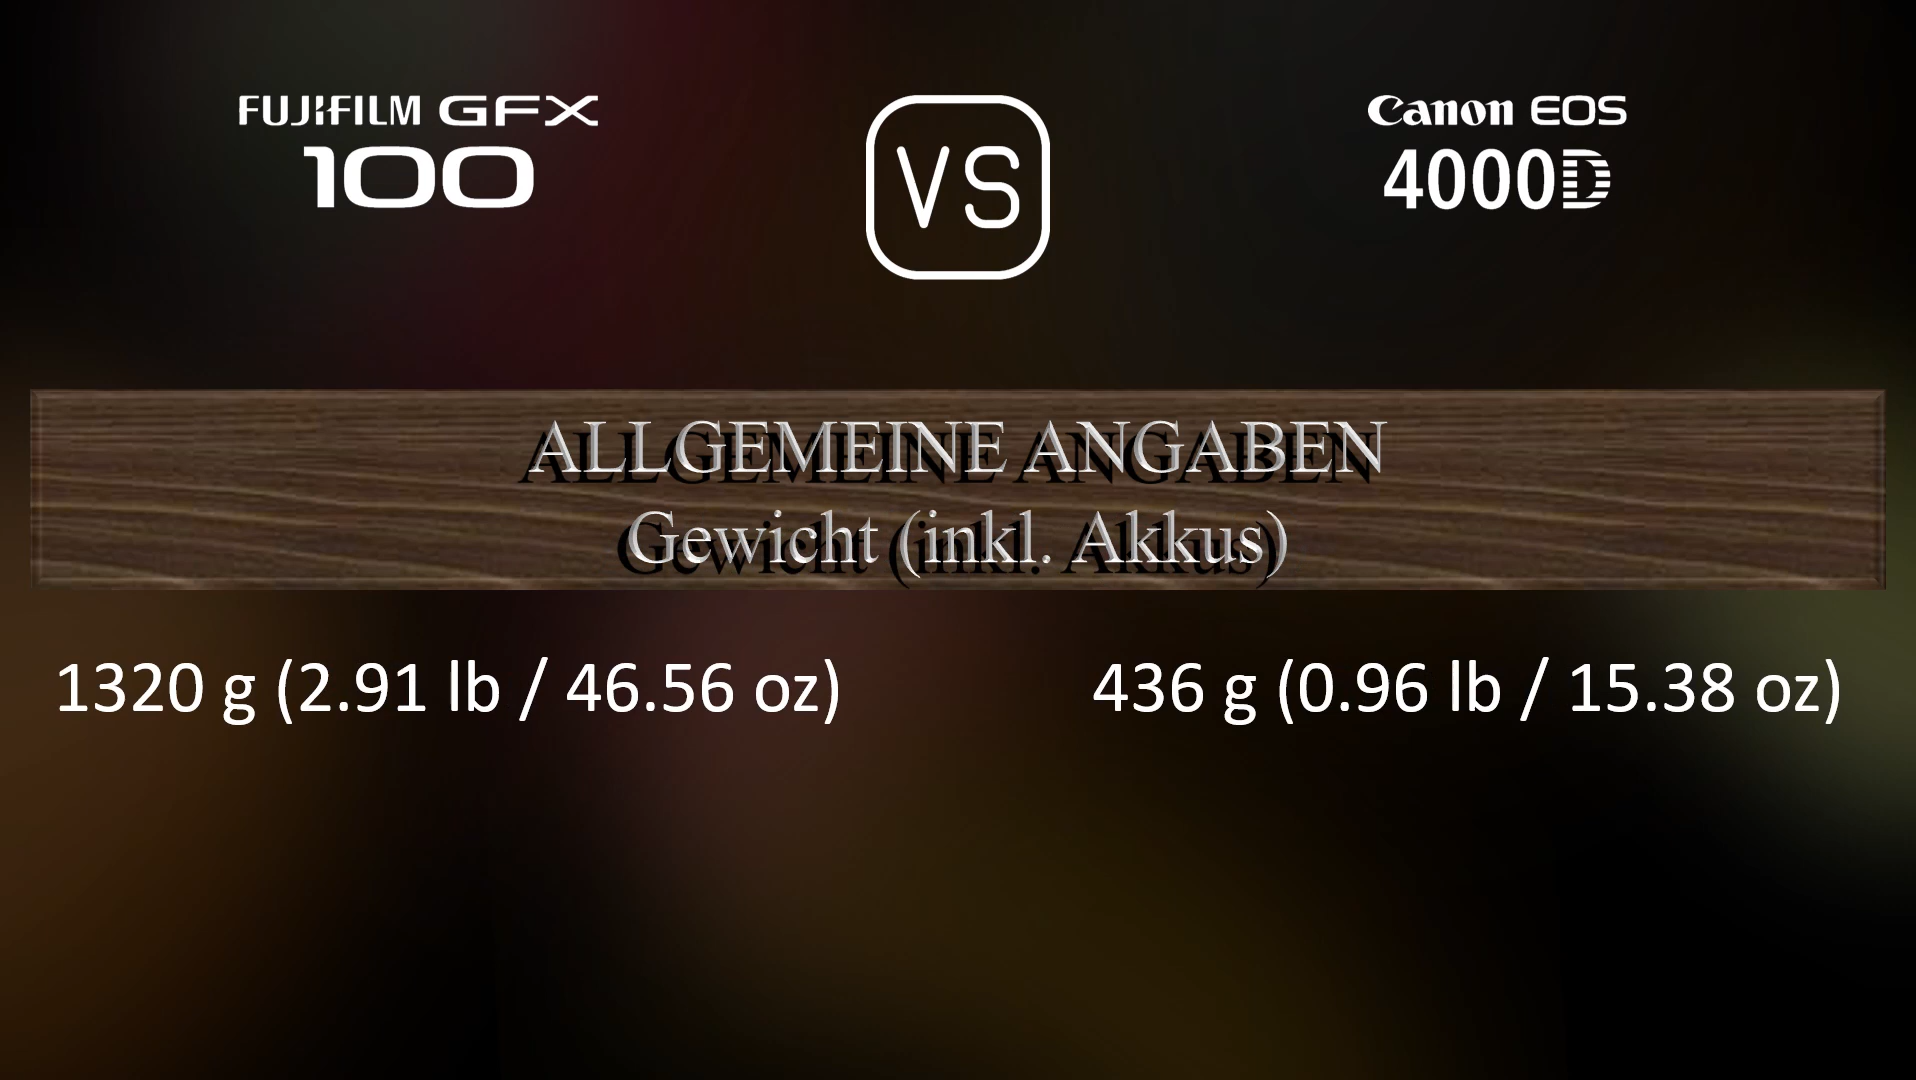 FUJIFILM GFX
100
VS
Canon EOS
4000D
ALLGEMEINE ANGABEN
Gewicht (inkl. Akkus)
1320 g (2.91 lb / 46.56 oz)
436 g (0.96 lb / 15.38 oz)